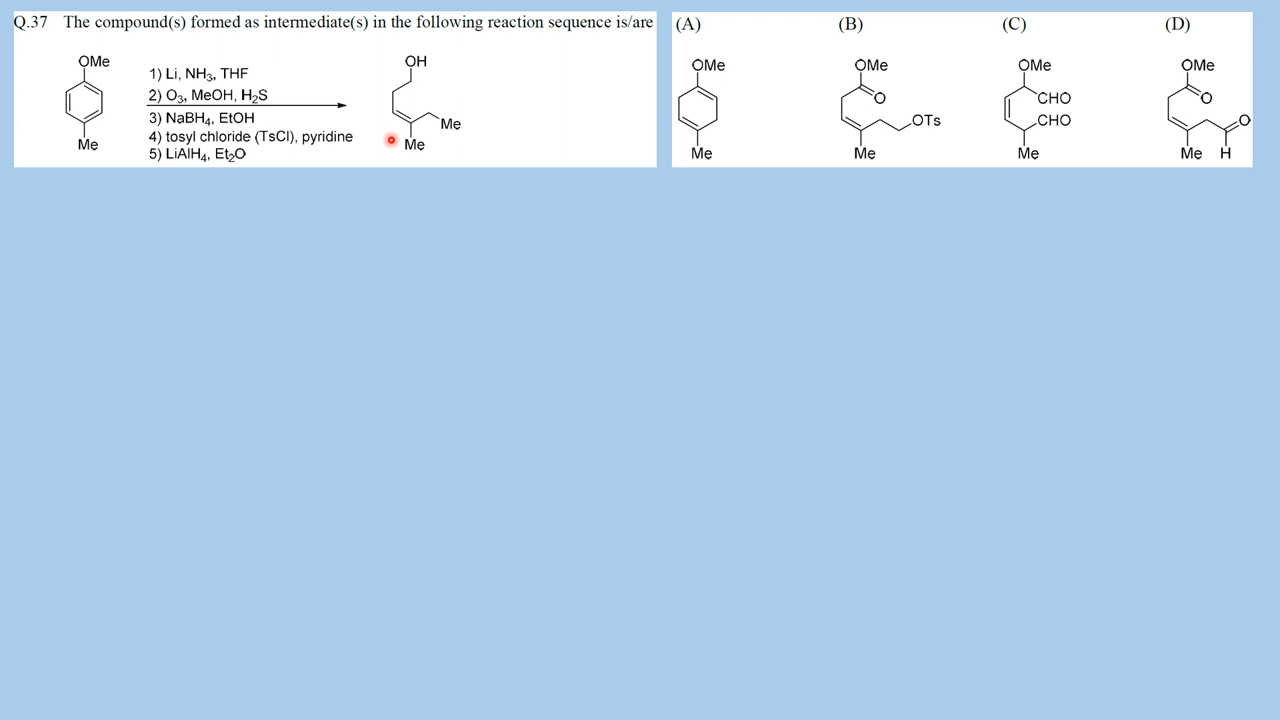 Q.37 The compound(s) formed as intermediate(s) in the following reaction sequence is/are
OMe
Me
1) Li, NH₃, THF
2) O₃, MeOH, H₂S
3) NaBH₄, EtOH
4) tosyl chloride (TsCl), pyridine
5) LiAlH₄, Et₂O
OH
Me
Me
(A)
OMe
Me
(B)
OMe
O
OTs
Me
(C)
OMe
CHO
CHO
Me
(D)
OMe
O
O
Me H